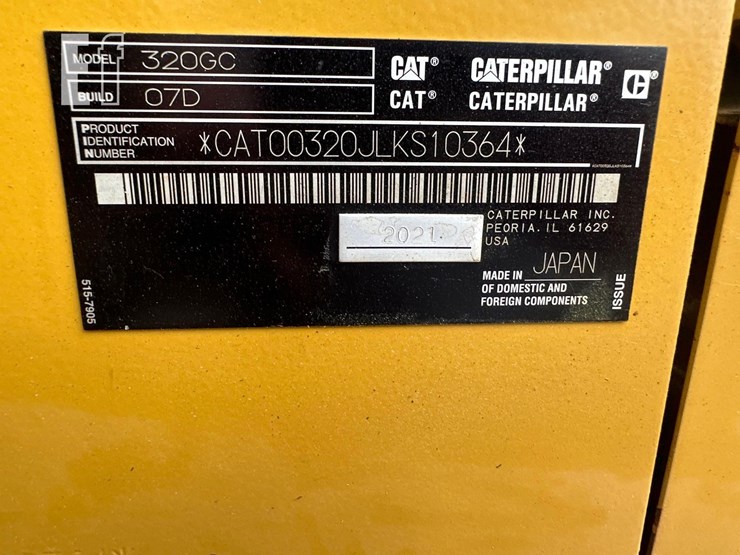 MODEL 320GC
BUILD 07D
CAT® CATERPILLAR®
CAT® CATERPILLAR®
PRODUCT
IDENTIFICATION
NUMBER
*CAT00320JLKS10364*
2021
CATERPILLAR INC.
PEORIA, IL 61629
USA
MADE IN JAPAN
OF DOMESTIC AND
FOREIGN COMPONENTS
ISSUE
515-7905